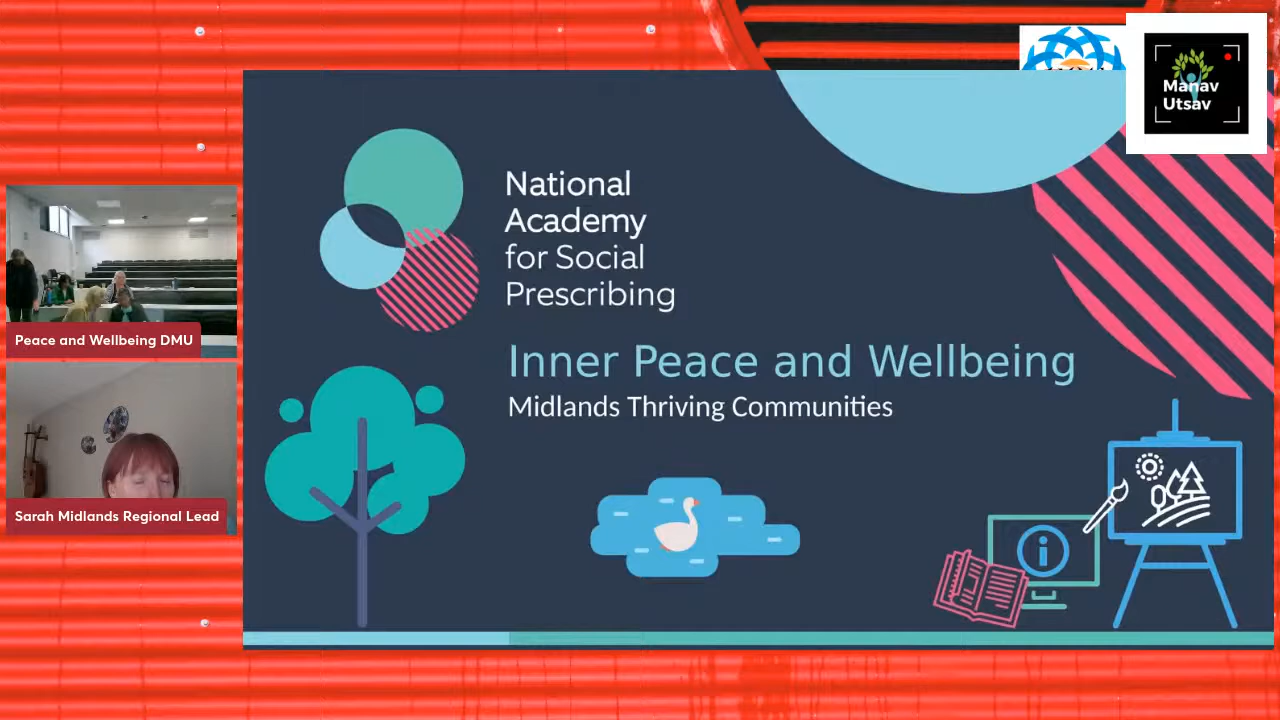 Manav
Utsav
National
Academy
for Social
Prescribing
Inner Peace and Wellbeing
Midlands Thriving Communities
Peace and Wellbeing DMU
Sarah Midlands Regional Lead